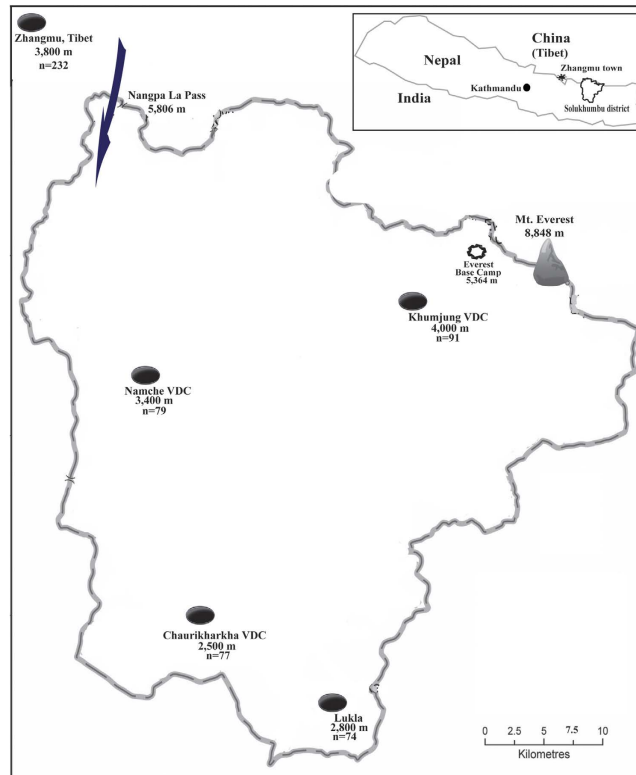 Zhangmu, Tibet
3,800 m
n=232
Nangpa La Pass
5,806 m
China
(Tibet)
Nepal
Zhangmu town
Kathmandu
India
Solukhumbu district
Mt. Everest
8,848 m
Everest
Base Camp
5,364 m
Khumjung VDC
4,000 m
n=91
Namche VDC
3,400 m
n=79
Chaurikharkha VDC
2,500 m
n=77
Lukla
2,800 m
n=74
0 2.5 5 7.5 10
Kilometres